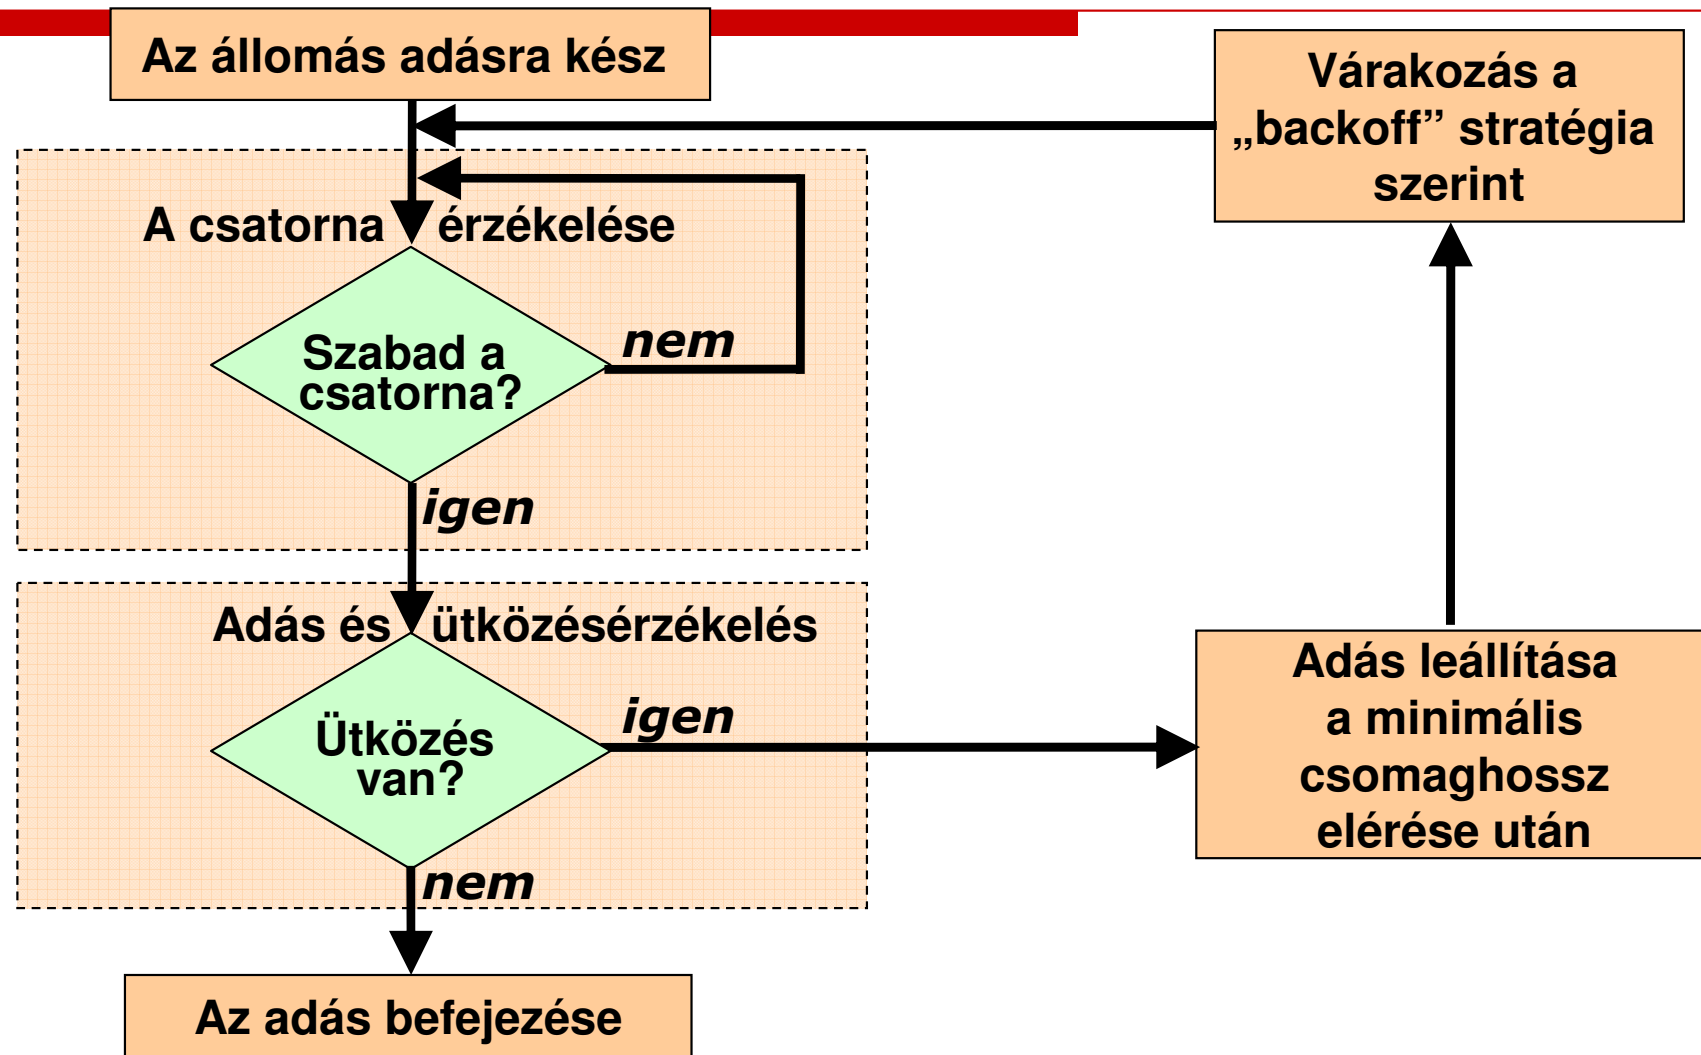 Az állomás adásra kész
Várakozás a
„backoff” stratégia
szerint
A csatorna érzékelése
Szabad a
csatorna?
nem
igen
Adás és ütközésérzékelés
Ütközés
van?
igen
nem
Adás leállítása
a minimális
csomaghossz
elérése után
Az adás befejezése